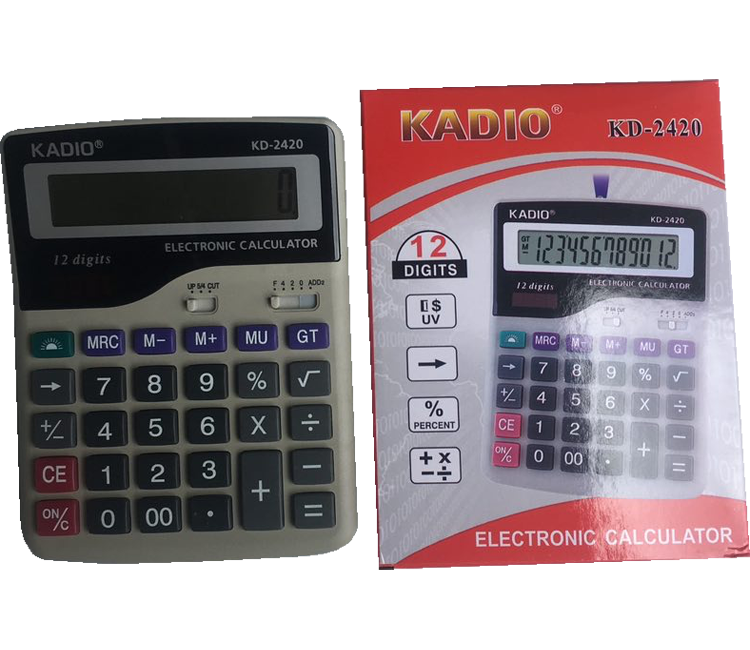 KADIO® KD-2420
0
12 digits
ELECTRONIC CALCULATOR
UP 5/4 CUT
F 4 2 0 ADD2
MRC M− M+ MU GT
→ 7 8 9 % √
+/− 4 5 6 X ÷
CE 1 2 3 + −
ON/C 0 00 . =
KADIO®
KD-2420
KADIO® KD-2420
GT
M
−
123456789012
12 digits
ELECTRONIC CALCULATOR
MRC M− M+ MU GT
→ 7 8 9 % √
+/− 4 5 6 X ÷
CE 1 2 3 + −
ON/C 0 00 . =
12
DIGITS
$
UV
→
%
PERCENT
+ x
− ÷
ELECTRONIC CALCULATOR